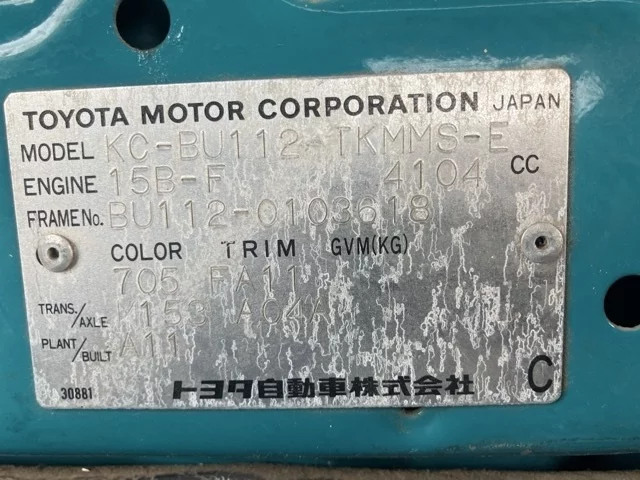 TOYOTA MOTOR CORPORATION JAPAN
MODEL KC-BU112-TKMMS-E
ENGINE 15B-F 4104 CC
FRAME No. BU112-0103618
COLOR TRIM GVM(KG)
705 FA11
TRANS./AXLE M153 A04A
PLANT/BUILT A11
30881 トヨタ自動車株式会社 C